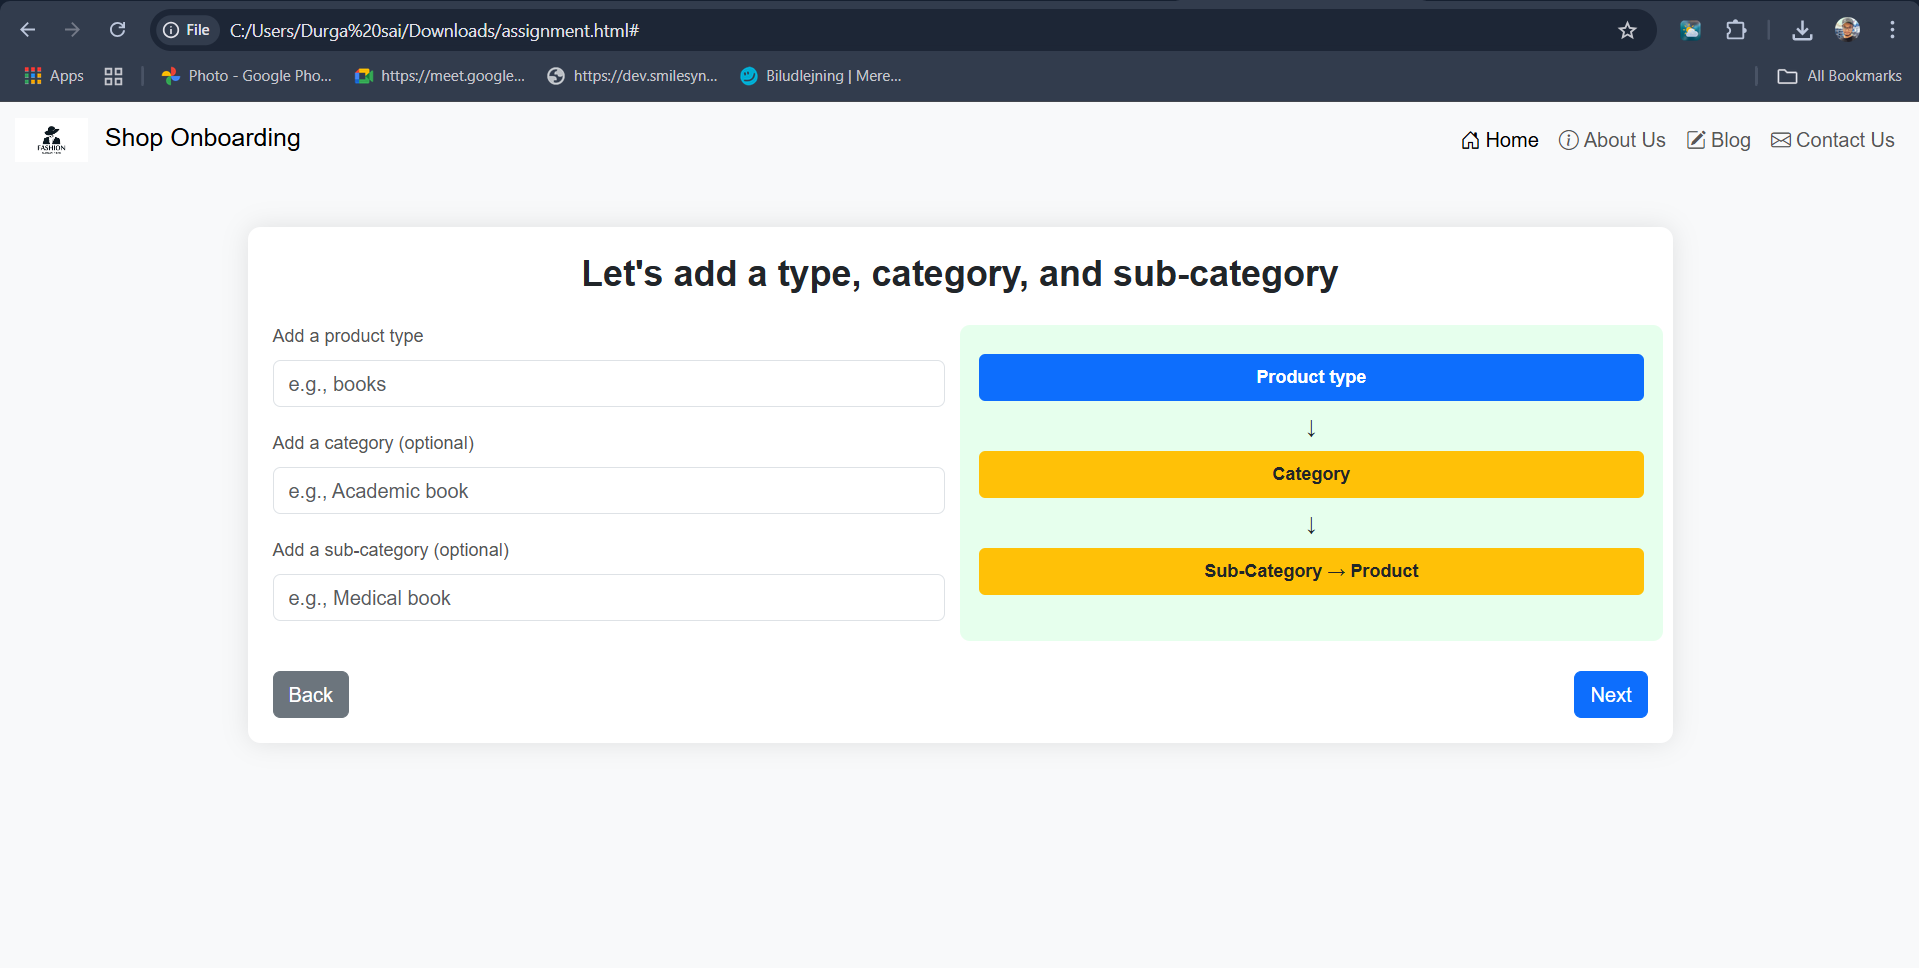 File C:/Users/Durga%20sai/Downloads/assignment.html#
Apps Photo - Google Pho... https://meet.google... https://dev.smilesyn... Biludlejning | Mere... All Bookmarks
FASHION
Shop Onboarding
Home About Us Blog Contact Us
Let's add a type, category, and sub-category
Add a product type
e.g., books
Add a category (optional)
e.g., Academic book
Add a sub-category (optional)
e.g., Medical book
Product type
↓
Category
↓
Sub-Category → Product
Back
Next